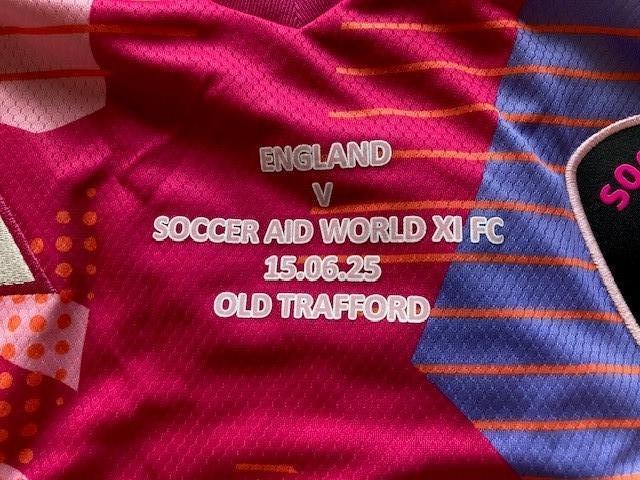 ENGLAND
V
SOCCER AID WORLD XI FC
15.06.25
OLD TRAFFORD